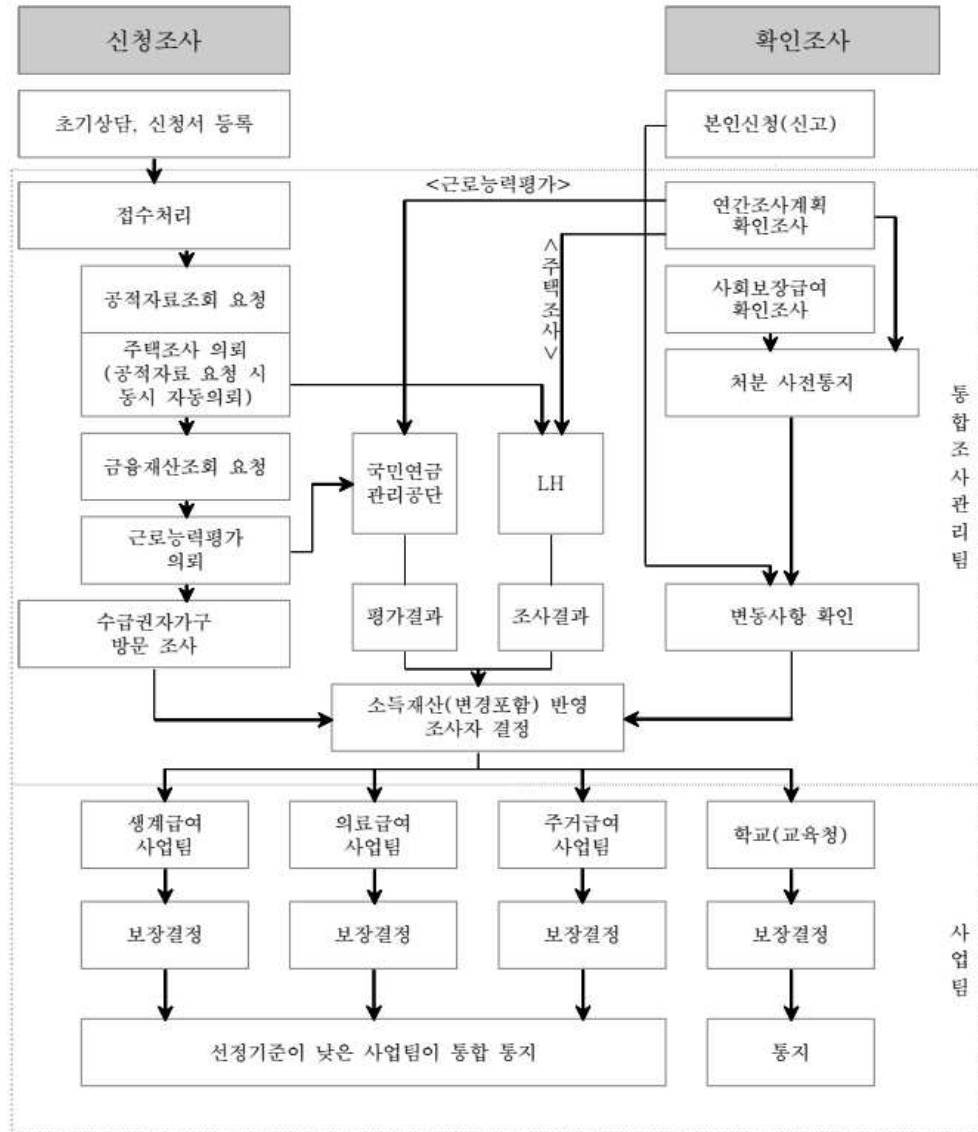 신청조사
확인조사
초기상담, 신청서 등록
본인신청(신고)
<근로능력평가>
접수처리
연간조사계획
확인조사
<주택조사>
공적자료조회 요청
사회보장급여
확인조사
주택조사 의뢰
(공적자료 요청 시
동시 자동의뢰)
처분 사전통지
통합조사관리팀
금융재산조회 요청
국민연금
관리공단
LH
근로능력평가
의뢰
수급권자가구
방문 조사
평가결과
조사결과
변동사항 확인
소득재산(변경포함) 반영
조사자 결정
생계급여
사업팀
의료급여
사업팀
주거급여
사업팀
학교(교육청)
보장결정
보장결정
보장결정
보장결정
사업팀
선정기준이 낮은 사업팀이 통합 통지
통지